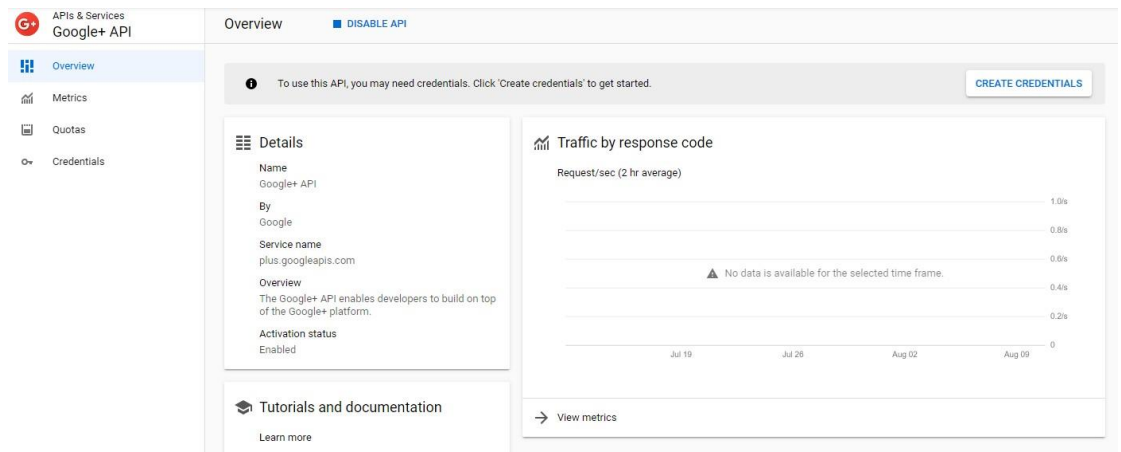 G+
APIs & Services
Google+ API
Overview
Metrics
Quotas
Credentials
Overview
DISABLE API
To use this API, you may need credentials. Click 'Create credentials' to get started.
CREATE CREDENTIALS
Details
Name
Google+ API
By
Google
Service name
plus.googleapis.com
Overview
The Google+ API enables developers to build on top
of the Google+ platform.
Activation status
Enabled
Tutorials and documentation
Learn more
Traffic by response code
Request/sec (2 hr average)
1.0/s
0.8/s
0.6/s
No data is available for the selected time frame.
0.4/s
0.2/s
0
Jul 19 Jul 26 Aug 02 Aug 09
View metrics